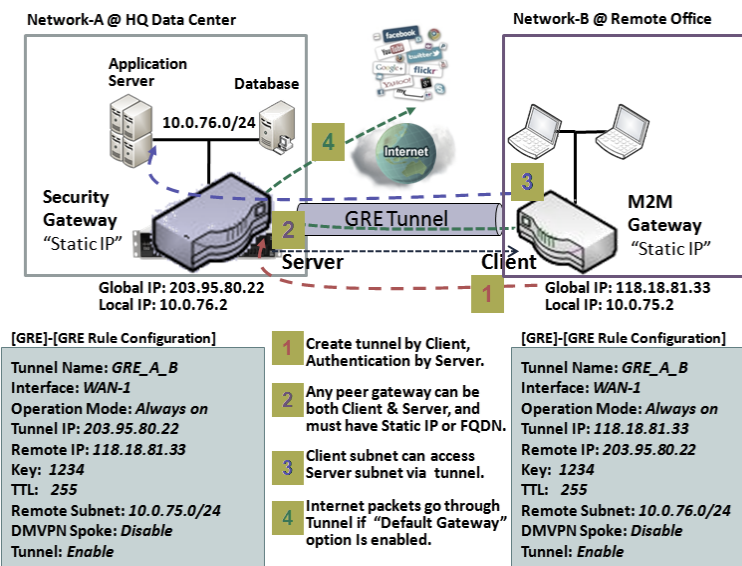 Network-A @ HQ Data Center
Network-B @ Remote Office
Application
Server
Database
10.0.76.0/24
facebook
YouTube
twitter
Google+
flickr
YAHOO!
4
Internet
3
Security
Gateway
"Static IP"
2
GRE Tunnel
M2M
Gateway
"Static IP"
Server
Client
1
Global IP: 203.95.80.22
Local IP: 10.0.76.2
Global IP: 118.18.81.33
Local IP: 10.0.75.2
[GRE]-[GRE Rule Configuration]
Tunnel Name: GRE_A_B
Interface: WAN-1
Operation Mode: Always on
Tunnel IP: 203.95.80.22
Remote IP: 118.18.81.33
Key: 1234
TTL: 255
Remote Subnet: 10.0.75.0/24
DMVPN Spoke: Disable
Tunnel: Enable
1
Create tunnel by Client,
Authentication by Server.
2
Any peer gateway can be
both Client & Server, and
must have Static IP or FQDN.
3
Client subnet can access
Server subnet via tunnel.
4
Internet packets go through
Tunnel if "Default Gateway"
option Is enabled.
[GRE]-[GRE Rule Configuration]
Tunnel Name: GRE_A_B
Interface: WAN-1
Operation Mode: Always on
Tunnel IP: 118.18.81.33
Remote IP: 203.95.80.22
Key: 1234
TTL: 255
Remote Subnet: 10.0.76.0/24
DMVPN Spoke: Disable
Tunnel: Enable